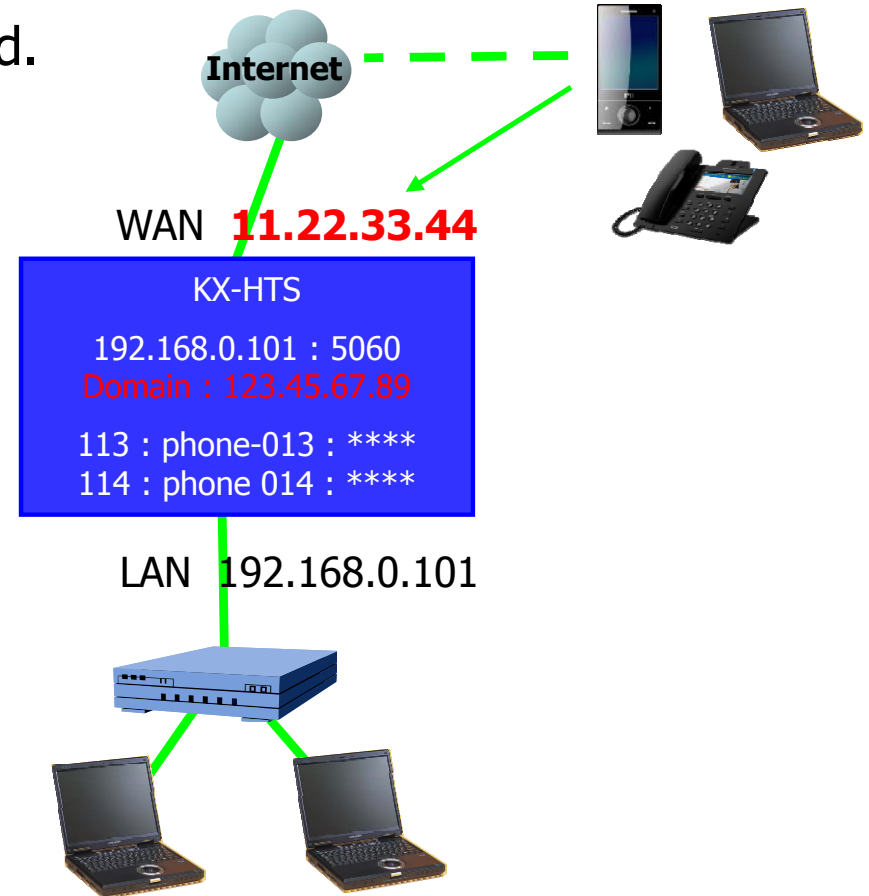 d.
Internet
WAN 11.22.33.44
KX-HTS
192.168.0.101 : 5060
Domain : 123.45.67.89
113 : phone-013 : ****
114 : phone 014 : ****
LAN 192.168.0.101